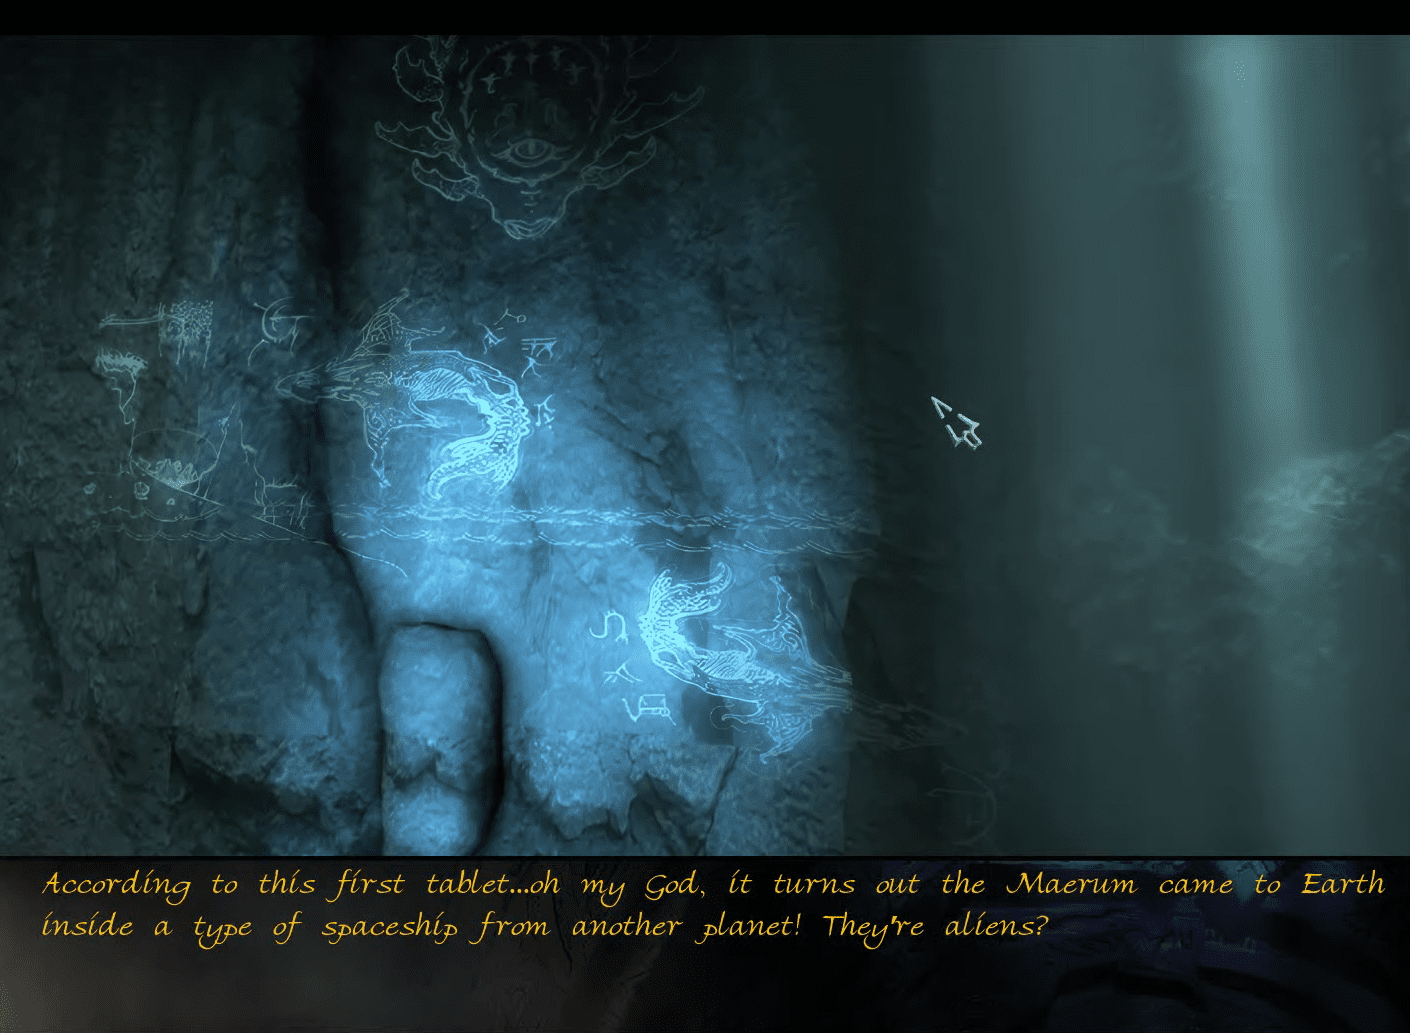 According to this first tablet...oh my God, it turns out the Maerum came to Earth
inside a type of spaceship from another planet! They're aliens?